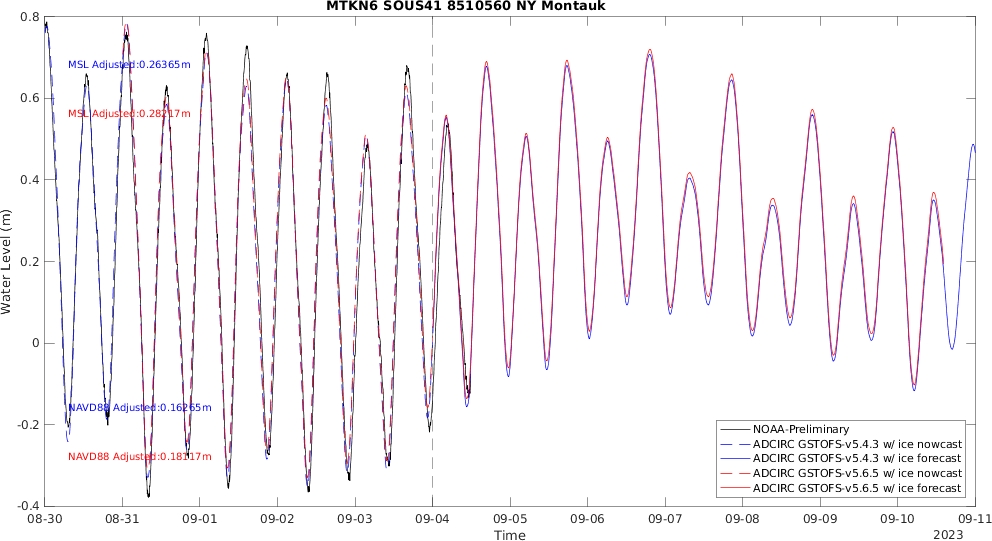 MTKN6 SOUS41 8510560 NY Montauk
0.8
0.6
0.4
0.2
0
-0.2
-0.4
Water Level (m)
MSL Adjusted:0.26365m
MSL Adjusted:0.28217m
NAVD88 Adjusted:0.16265m
NAVD88 Adjusted:0.18117m
NOAA-Preliminary
ADCIRC GSTOFS-v5.4.3 w/ ice nowcast
ADCIRC GSTOFS-v5.4.3 w/ ice forecast
ADCIRC GSTOFS-v5.6.5 w/ ice nowcast
ADCIRC GSTOFS-v5.6.5 w/ ice forecast
08-30 08-31 09-01 09-02 09-03 09-04 09-05 09-06 09-07 09-08 09-09 09-10 09-11
Time
2023